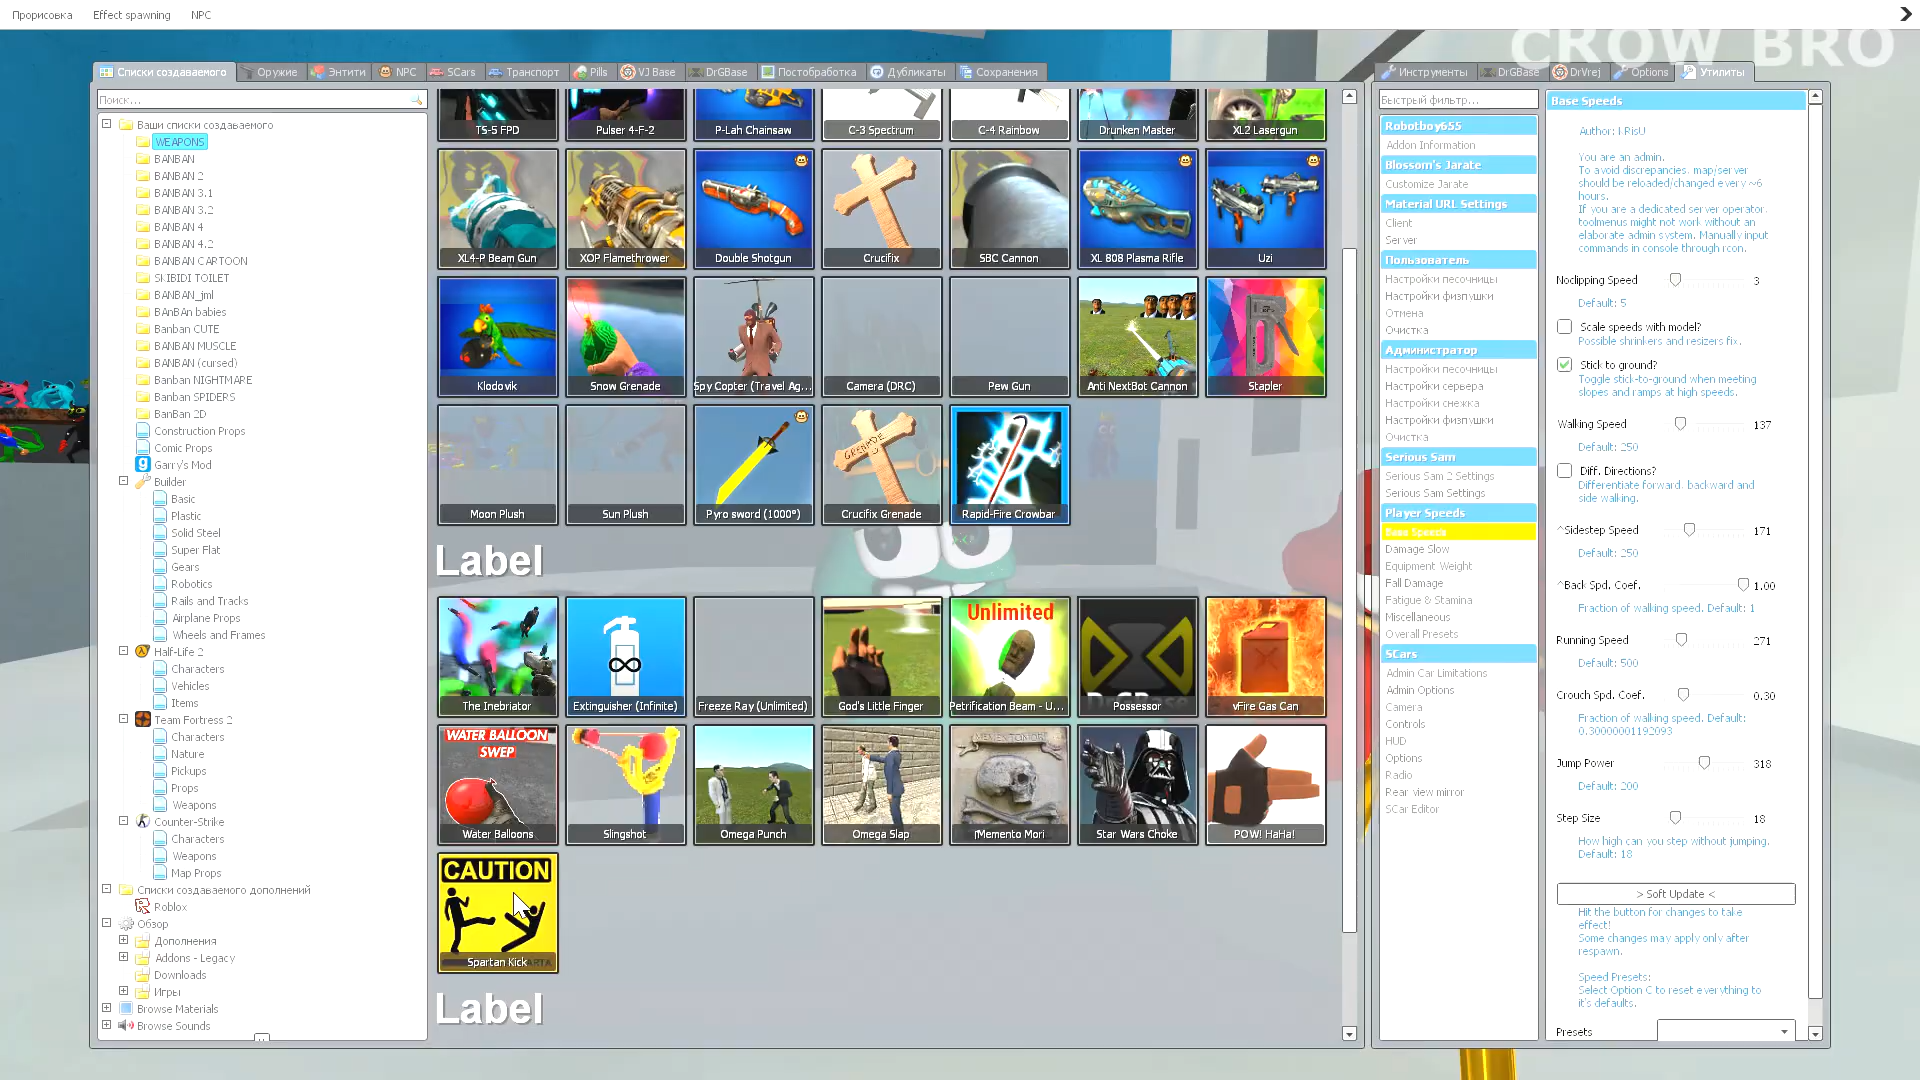 Прорисовка
Effect spawning
NPC
CROW BRO
Списки создаваемого
Оружие
Энтити
NPC
SCars
Транспорт
Pills
VJ Base
DrGBase
Постобработка
Дубликаты
Сохранения
Поиск...
Ваши списки создаваемого
WEAPONS
BANBAN
BANBAN 2
BANBAN 3.1
BANBAN 3.2
BANBAN 4
BANBAN 4.2
BANBAN CARTOON
SKIBIDI TOILET
BANBAN_jml
BAnBAn babies
Banban CUTE
BANBAN MUSCLE
BANBAN (cursed)
Banban NIGHTMARE
Banban SPIDERS
BanBan 2D
Construction Props
Comic Props
Garry's Mod
Builder
Basic
Plastic
Solid Steel
Super Flat
Gears
Robotics
Rails and Tracks
Airplane Props
Wheels and Frames
Half-Life 2
Characters
Vehicles
Items
Team Fortress 2
Characters
Nature
Pickups
Props
Weapons
Counter-Strike
Characters
Weapons
Map Props
Списки создаваемого дополнений
Roblox
Обзор
Дополнения
Addons - Legacy
Downloads
Игры
Browse Materials
Browse Sounds
TS-5 FPD
Pulser 4-F-2
P-Lah Chainsaw
C-3 Spectrum
C-4 Rainbow
Drunken Master
XL2 Lasergun
XL4-P Beam Gun
XOP Flamethrower
Double Shotgun
Crucifix
SBC Cannon
XL 808 Plasma Rifle
Uzi
Klodovik
Snow Grenade
Spy Copter (Travel Ag...
Camera (DRC)
Pew Gun
Anti NextBot Cannon
Stapler
Moon Plush
Sun Plush
Pyro sword (1000°)
GRENADE
Crucifix Grenade
Rapid-Fire Crowbar
Label
The Inebriator
Extinguisher (Infinite)
Freeze Ray (Unlimited)
God's Little Finger
Unlimited
Petrification Beam - U...
Possessor
vFire Gas Can
WATER BALLOON
SWEP
Water Balloons
Slingshot
Omega Punch
Omega Slap
MEMENTO MORI
Memento Mori
Star Wars Choke
POW! HaHa!
CAUTION
Spartan Kick
Label
Инструменты
DrGBase
DrVrej
Options
Утилиты
Быстрый фильтр...
Robotboy655
Addon Information
Blossom's Jarate
Customize Jarate
Material URL Settings
Client
Server
Пользователь
Настройки песочницы
Настройки физпушки
Отмена
Очистка
Администратор
Настройки песочницы
Настройки сервера
Настройки снежка
Настройки физпушки
Очистка
Serious Sam
Serious Sam 2 Settings
Serious Sam Settings
Player Speeds
Base Speeds
Damage Slow
Equipment Weight
Fall Damage
Fatigue & Stamina
Miscellaneous
Overall Presets
SCars
Admin Car Limitations
Admin Options
Camera
Controls
HUD
Options
Radio
Rear view mirror
SCar Editor
Base Speeds
Author:
You are an admin.
To avoid discrepancies, map/server
should be reloaded/changed every ~6
hours.
If you are a dedicated server operator,
toolmenus might not work without an
elaborate admin system. Manually input
commands in console through rcon.
Noclipping Speed 3
Default: 5
Scale speeds with model?
Possible shrinkers and resizers fix.
Stick to ground?
Toggle stick-to-ground when meeting
slopes and ramps at high speeds.
Walking Speed 137
Default: 250
Diff. Directions?
Differentiate forward, backward and
side walking.
^Sidestep Speed 171
Default: 250
^Back Spd. Coef. 1.00
Fraction of walking speed. Default: 1
Running Speed 271
Default: 500
Crouch Spd. Coef. 0.30
Fraction of walking speed. Default:
0.30000001192093
Jump Power 318
Default: 200
Step Size 18
How high can you step without jumping.
Default: 18
> Soft Update <
Hit the button for changes to take
effect!
Some changes may apply only after
respawn.
Speed Presets:
Select Option C to reset everything to
it's defaults.
Presets